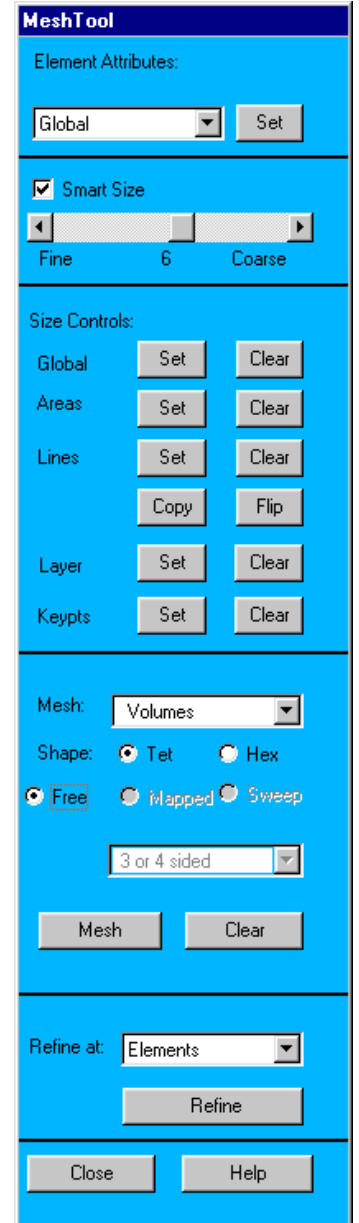 MeshTool
Element Attributes:
Global Set
Smart Size
Fine 6 Coarse
Size Controls:
Global Set Clear
Areas Set Clear
Lines Set Clear
Copy Flip
Layer Set Clear
Keypts Set Clear
Mesh: Volumes
Shape: Tet Hex
Free Mapped Sweep
3 or 4 sided
Mesh Clear
Refine at: Elements
Refine
Close Help